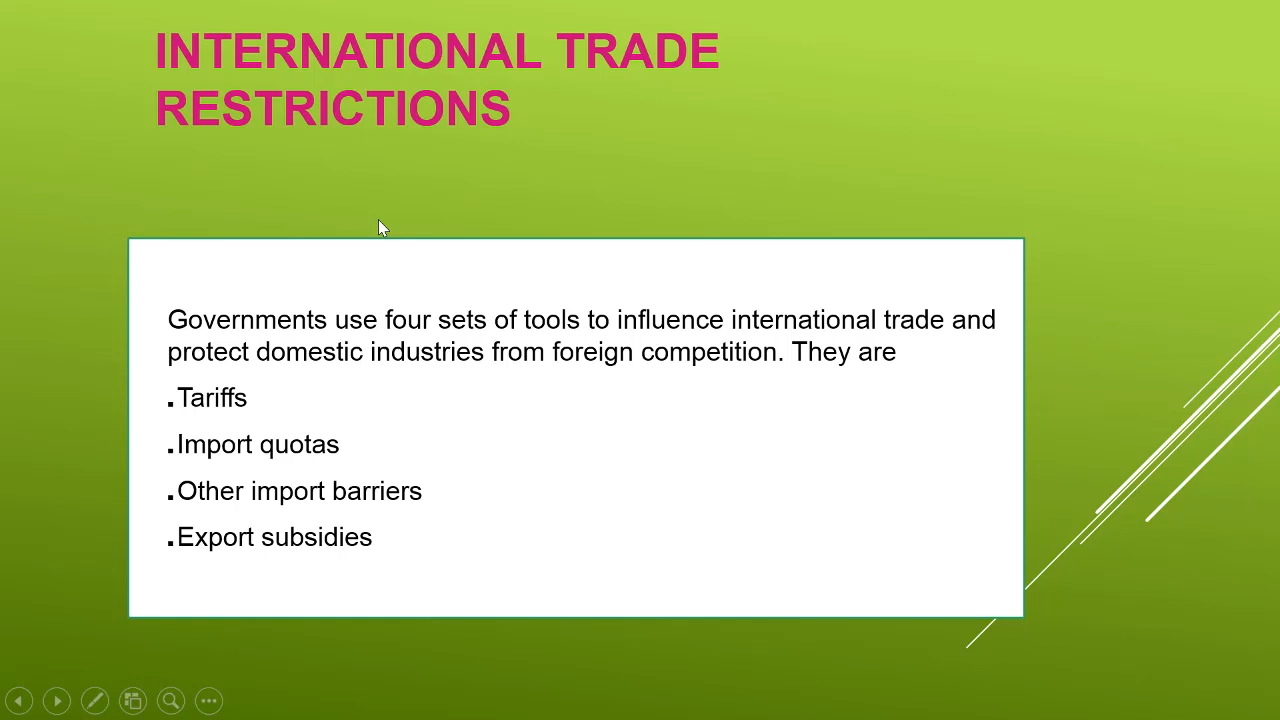 INTERNATIONAL TRADE
RESTRICTIONS
Governments use four sets of tools to influence international trade and
protect domestic industries from foreign competition. They are
▪Tariffs
▪Import quotas
▪Other import barriers
▪Export subsidies